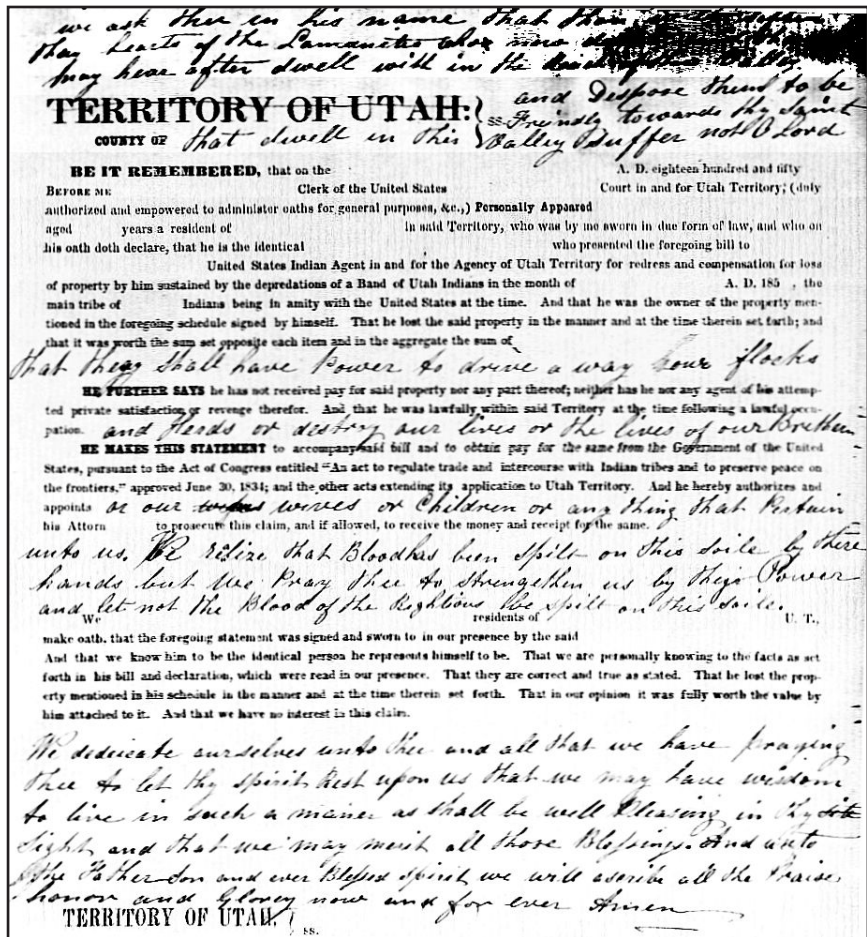 we ask thee in his name that thou
thay hearts of the Lamanites who now
may hear after dwell with in the
TERRITORY OF UTAH: } ss. and Dispose them to be
Freindly towards thy Saint
COUNTY OF that dwell in this Valley & Suffer not O Lord
BE IT REMEMBERED, that on the A. D. eighteen hundred and fifty
BEFORE ME Clerk of the United States Court in and for Utah Territory; (duly
authorized and empowered to administer oaths for general purposes, &c.,) Personally Appeared
aged years a resident of in said Territory, who was by me sworn in due form of law, and who on
his oath doth declare, that he is the identical who presented the foregoing bill to
United States Indian Agent in and for the Agency of Utah Territory for redress and compensation for loss
of property by him sustained by the depredations of a Band of Utah Indians in the month of A. D. 185 , the
main tribe of Indians being in amity with the United States at the time. And that he was the owner of the property men-
tioned in the foregoing schedule signed by himself. That he lost the said property in the manner and at the time therein set forth; and
that it was worth the sum set opposite each item and in the aggregate the sum of
that they shall have Power to drive a way our flocks
HE FURTHER SAYS he has not received pay for said property nor any part thereof; neither has he nor any agent of his attemp-
ted private satisfaction or revenge therefor. And that he was lawfully within said Territory at the time following a lawful occu-
pation. and Heards or destroy our lives or the lives of our Brethen
HE MAKES THIS STATEMENT to accompany said bill and to obtain pay for the same from the Government of the United
States, pursuant to the Act of Congress entitled "An act to regulate trade and intercourse with Indian tribes and to preserve peace on
the frontiers," approved June 30, 1834; and the other acts extending its application to Utah Territory. And he hereby authorizes and
appoints or our wives or Children or any thing that Pertain
his Attorn to prosecute this claim, and if allowed, to receive the money and receipt for the same.
unto us, We relize that Blood has been spilt on this soile by there
hands but we Pray thee to strengethen us by thy Power
and let not the Blood of the Rightious be spilt on this soile.
We residents of U. T.,
make oath, that the foregoing statement was signed and sworn to in our presence by the said
And that we know him to be the identical person he represents himself to be. That we are personally knowing to the facts as set
forth in his bill and declaration, which were read in our presence. That they are correct and true as stated. That he lost the prop-
erty mentioned in his schedule in the manner and at the time therein set forth. That in our opinion it was fully worth the value by
him attached to it. And that we have no interest in this claim.
We dedicate ourselves unto thee and all that we have praying
thee to let thy spirit Rest upon us that we may have wisdom
to live in such a maner as shall be well Pleasing in thy
sight, and that we may merit all those Blessings. And unto
the Father Son and ever Blessed spirit, we will ascribe all the Praise
honor and Glorey now and for ever Amen
TERRITORY OF UTAH, } ss.